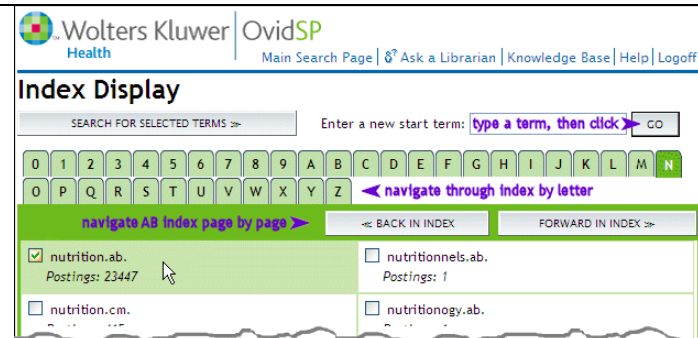 Wolters Kluwer OvidSP
Health
Main Search Page | Ask a Librarian | Knowledge Base | Help | Logoff
Index Display
SEARCH FOR SELECTED TERMS ≫ Enter a new start term: type a term, then click ➤ GO
0 1 2 3 4 5 6 7 8 9 A B C D E F G H I J K L M N
O P Q R S T U V W X Y Z navigate through index by letter
navigate AB index page by page ➤ ≪ BACK IN INDEX FORWARD IN INDEX ≫
nutrition.ab. nutritionnels.ab.
Postings: 23447 Postings: 1
nutrition.cm. nutritionogy.ab.